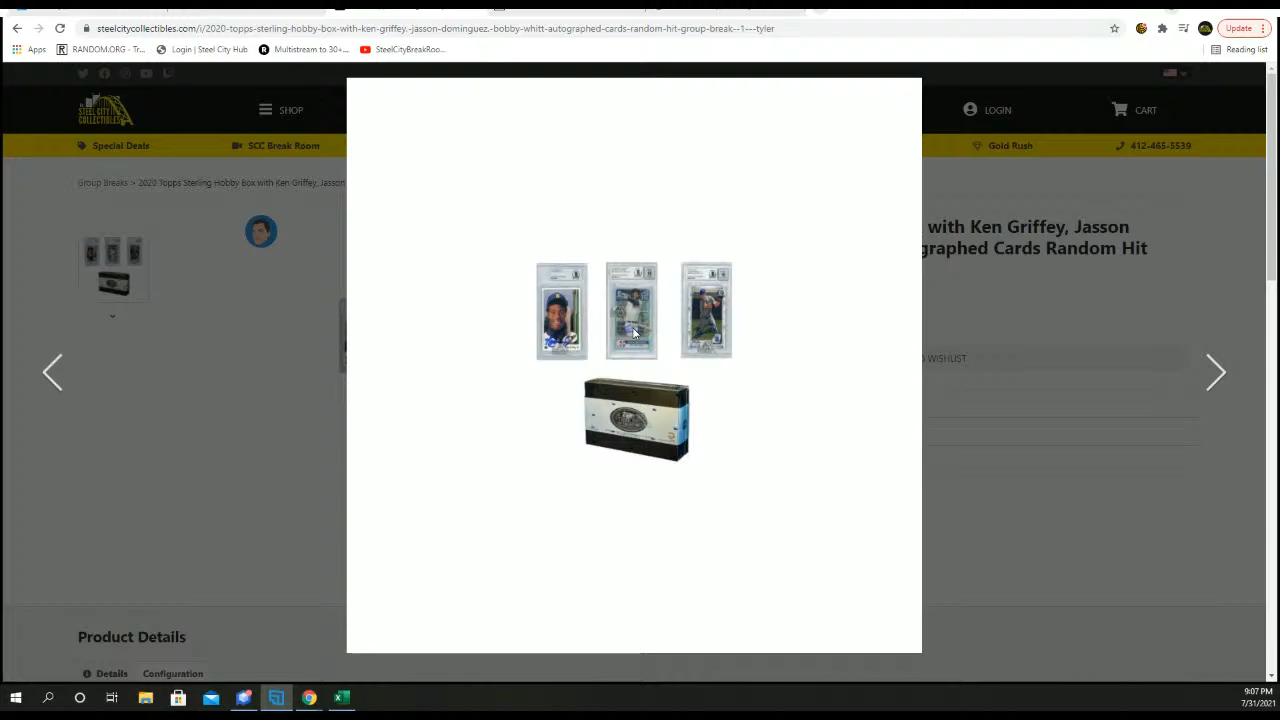 steelcitycollectibles.com/i/2020-topps-sterling-hobby-box-with-ken-griffey.-jasson-dominguez.-bobby-whitt-autographed-cards-random-hit-group-break--1---tyler
Update
Apps
RANDOM.ORG - Tr...
Login | Steel City Hub
Multistream to 30+...
SteelCityBreakRoo...
Reading list
STEEL CITY
COLLECTIBLES
SHOP
LOGIN
CART
Special Deals
SCC Break Room
Gold Rush
412-465-5539
Group Breaks > 2020 Topps Sterling Hobby Box with Ken Griffey, Jasson
with Ken Griffey, Jasson
graphed Cards Random Hit
WISHLIST
Product Details
Details
Configuration
9:07 PM
7/31/2021